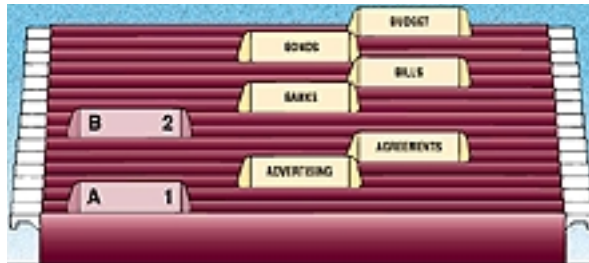 BUDGET
BONDS
BILLS
BANKS
B 2
AGREEMENTS
ADVERTISING
A 1